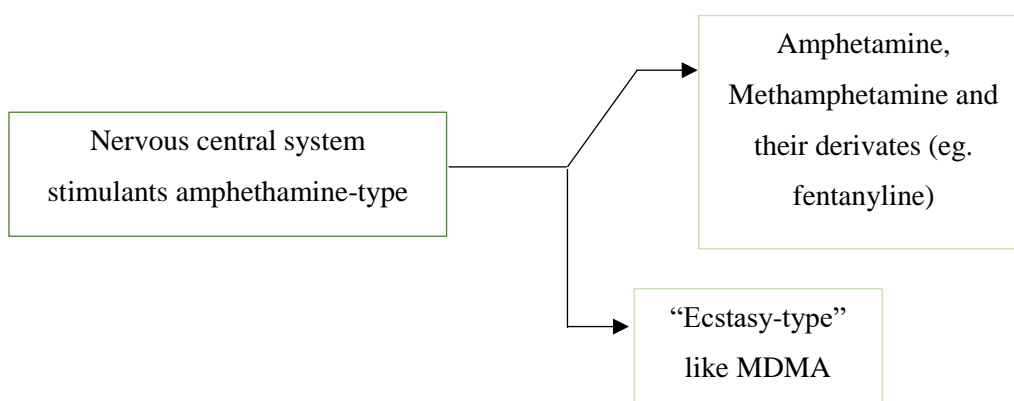 Nervous central system
stimulants amphethamine-type
Amphetamine,
Methamphetamine and
their derivates (eg.
fentanyline)
“Ecstasy-type”
like MDMA